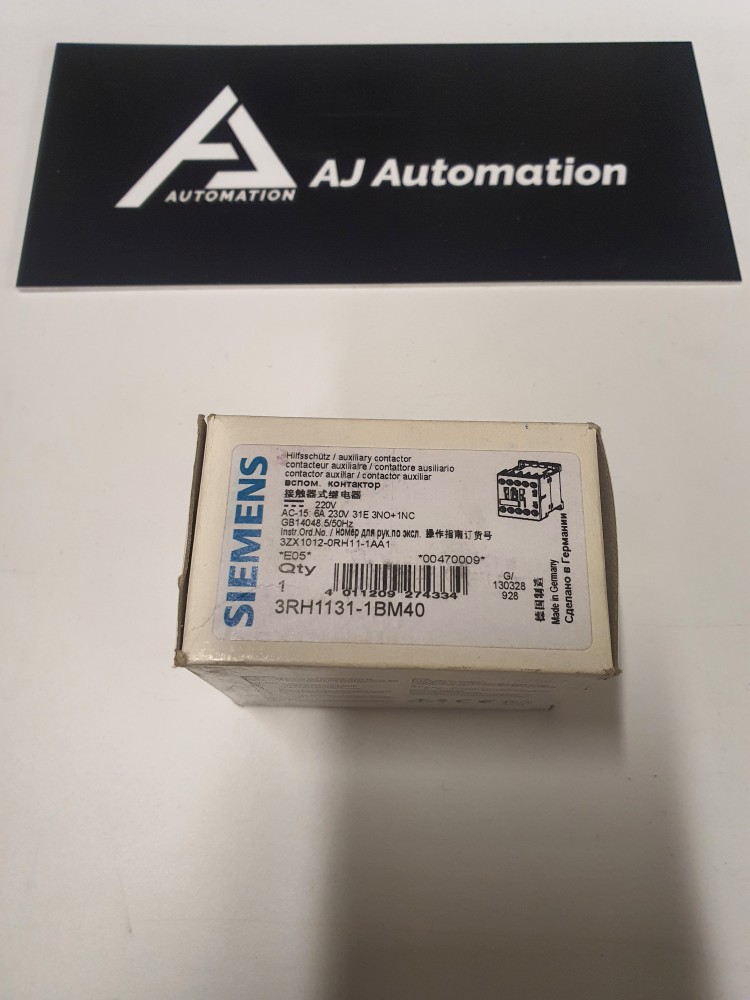 AUTOMATION
AJ Automation
SIEMENS
Hilfsschütz / auxiliary contactor
contacteur auxiliaire / contattore ausiliario
contactor auxiliar / contactor auxiliar
вспом. контактор
接触器式继电器
220V
AC-15: 6A 230V 31E 3NO+1NC
GB14048.5/50Hz
Instr.Ord.No. / Номер для рук.по экспл. 操作指南订货号
3ZX1012-0RH11-1AA1
*E05* *00470009*
Qty
1
4 011209 274334
3RH1131-1BM40
G/
130328
928
德国制造
Made in Germany
Сделано в Германии